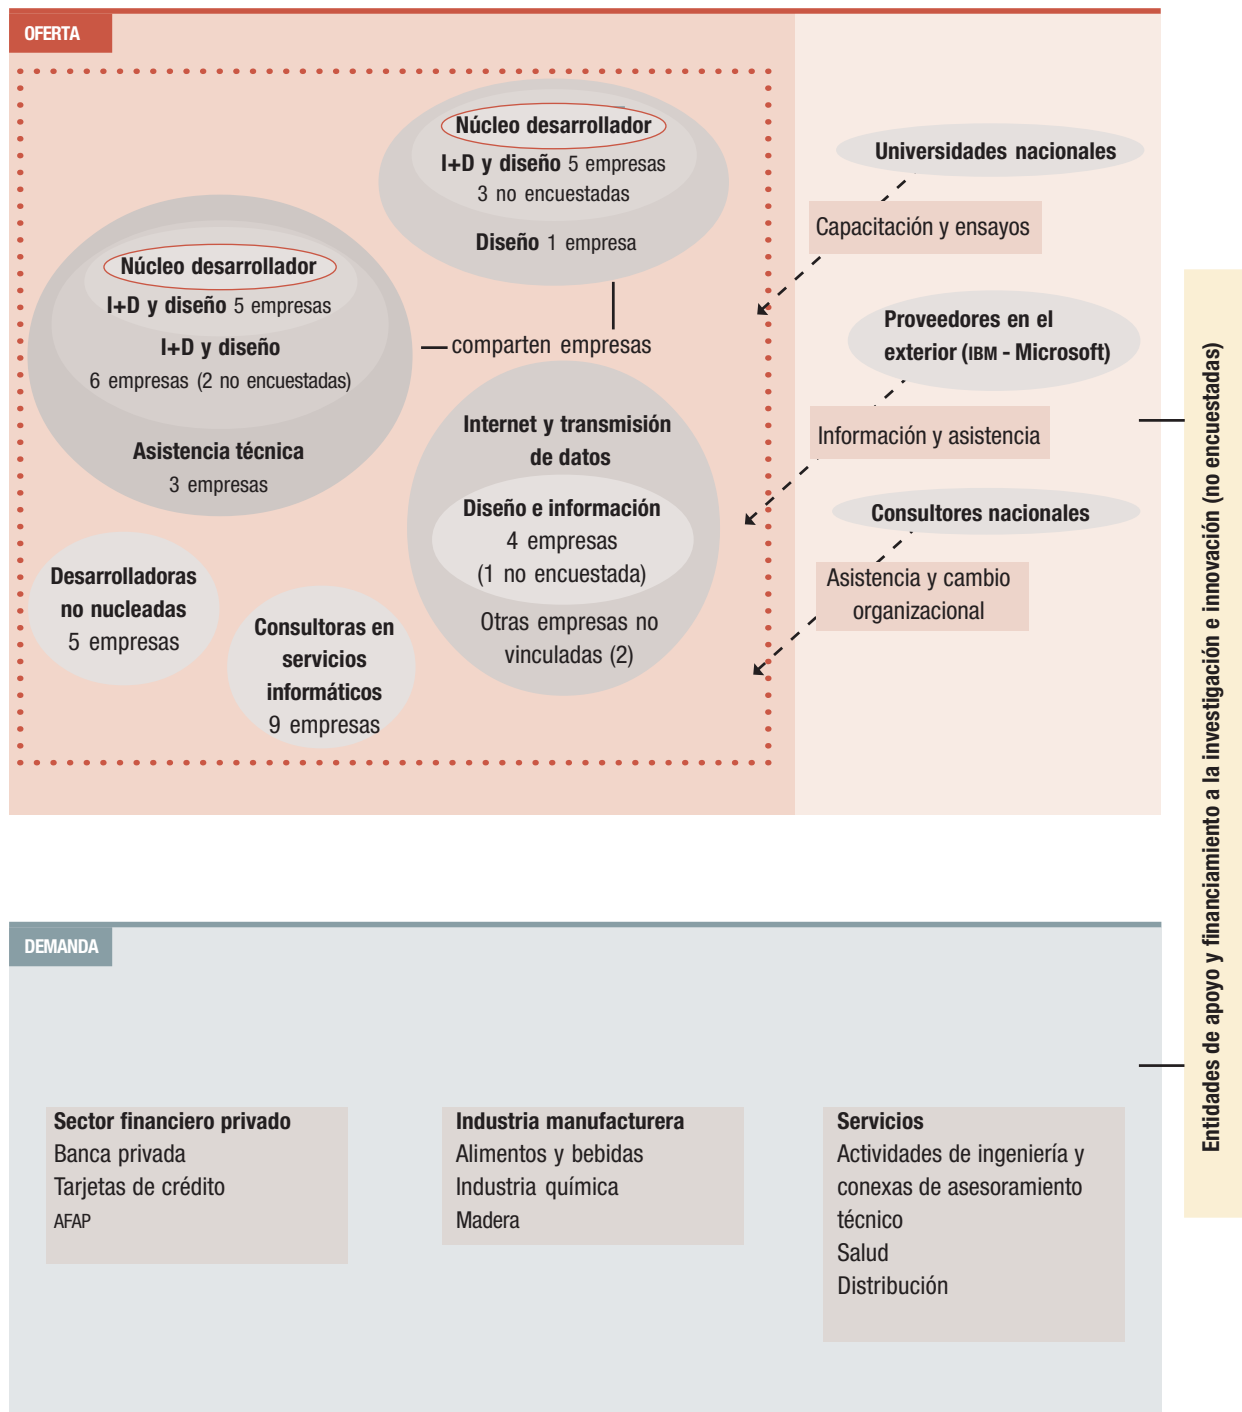 OFERTA
Núcleo desarrollador
I+D y diseño 5 empresas
3 no encuestadas
Diseño 1 empresa
Núcleo desarrollador
I+D y diseño 5 empresas
I+D y diseño
6 empresas (2 no encuestadas)
Asistencia técnica
3 empresas
comparten empresas
Internet y transmisión
de datos
Diseño e información
4 empresas
(1 no encuestada)
Otras empresas no
vinculadas (2)
Desarrolladoras
no nucleadas
5 empresas
Consultoras en
servicios
informáticos
9 empresas
Universidades nacionales
Capacitación y ensayos
Proveedores en el
exterior (IBM - Microsoft)
Información y asistencia
Consultores nacionales
Asistencia y cambio
organizacional
Entidades de apoyo y financiamiento a la investigación e innovación (no encuestadas)
DEMANDA
Sector financiero privado
Banca privada
Tarjetas de crédito
AFAP
Industria manufacturera
Alimentos y bebidas
Industria química
Madera
Servicios
Actividades de ingeniería y
conexas de asesoramiento
técnico
Salud
Distribución